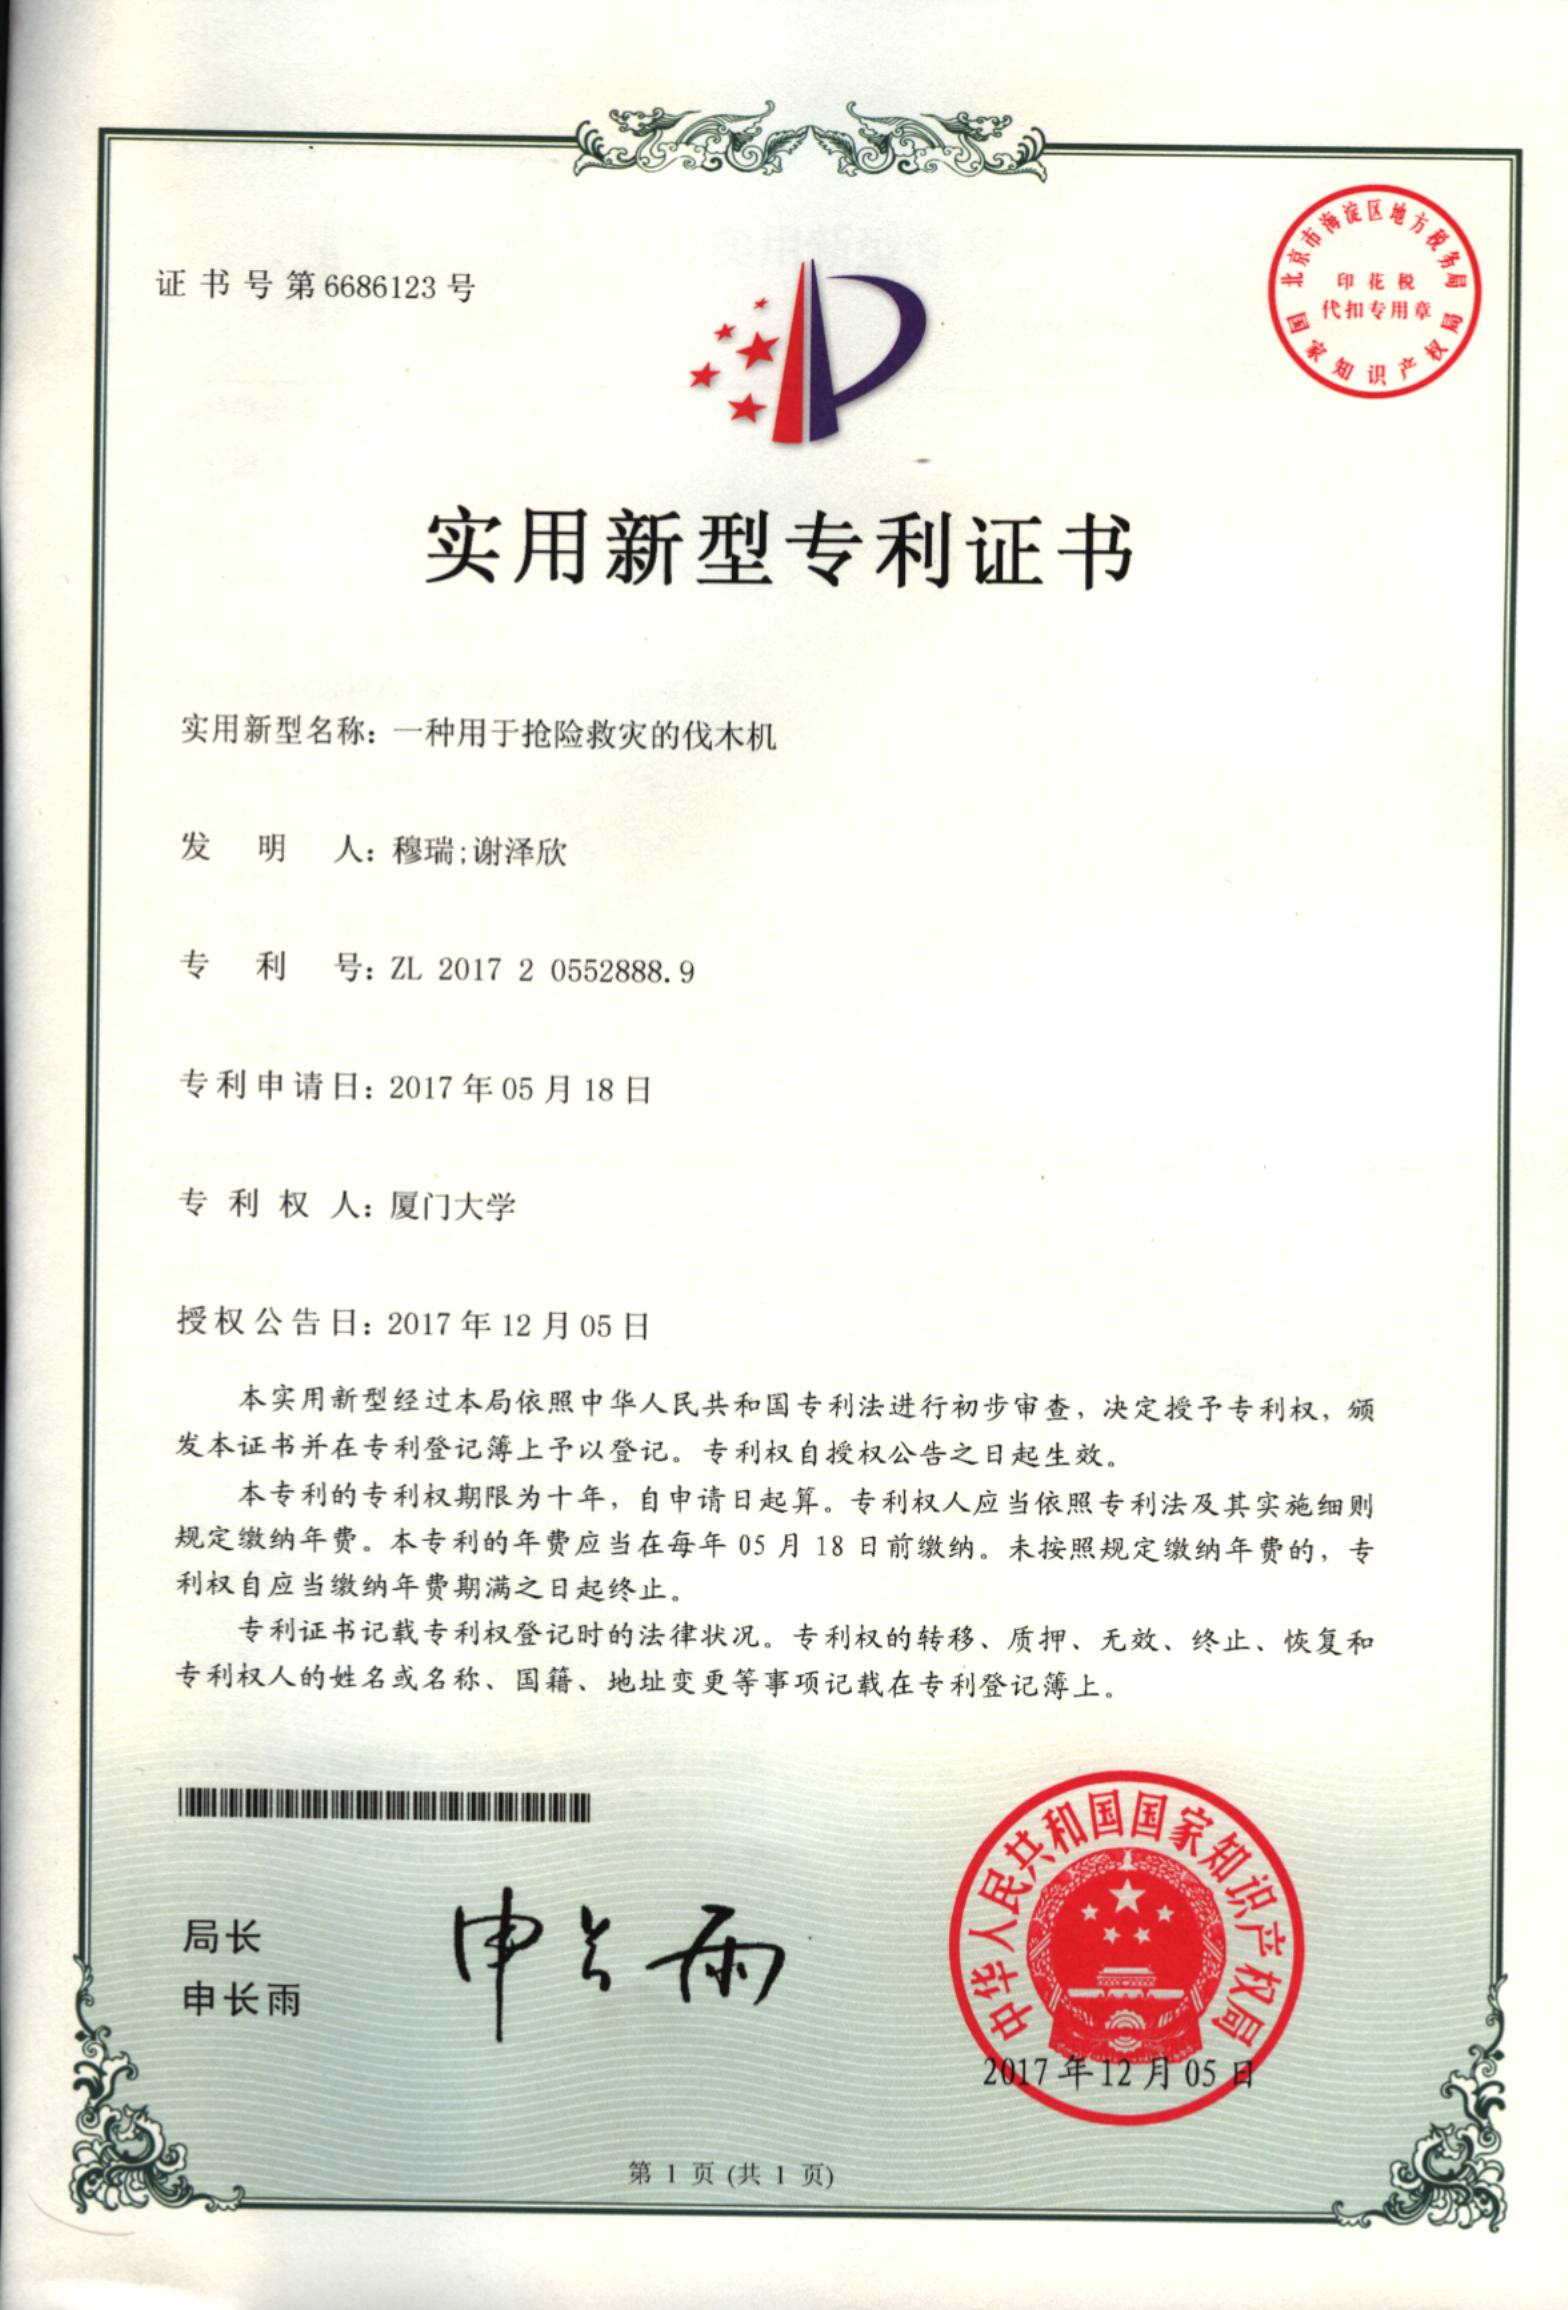 证书号第6686123号
北京市海淀区地方税务局
印花税
代扣专用章
国家知识产权局
实用新型专利证书
实用新型名称：一种用于抢险救灾的伐木机
发明人：穆瑞;谢泽欣
专利号：ZL 2017 2 0552888.9
专利申请日：2017年05月18日
专利权人：厦门大学
授权公告日：2017年12月05日
本实用新型经过本局依照中华人民共和国专利法进行初步审查，决定授予专利权，颁
发本证书并在专利登记簿上予以登记。专利权自授权公告之日起生效。
本专利的专利权期限为十年，自申请日起算。专利权人应当依照专利法及其实施细则
规定缴纳年费。本专利的年费应当在每年 05 月 18 日前缴纳。未按照规定缴纳年费的，专
利权自应当缴纳年费期满之日起终止。
专利证书记载专利权登记时的法律状况。专利权的转移、质押、无效、终止、恢复和
专利权人的姓名或名称、国籍、地址变更等事项记载在专利登记簿上。
局长
申长雨
申长雨
中华人民共和国国家知识产权局
2017年12月05日
第 1 页 (共 1 页)